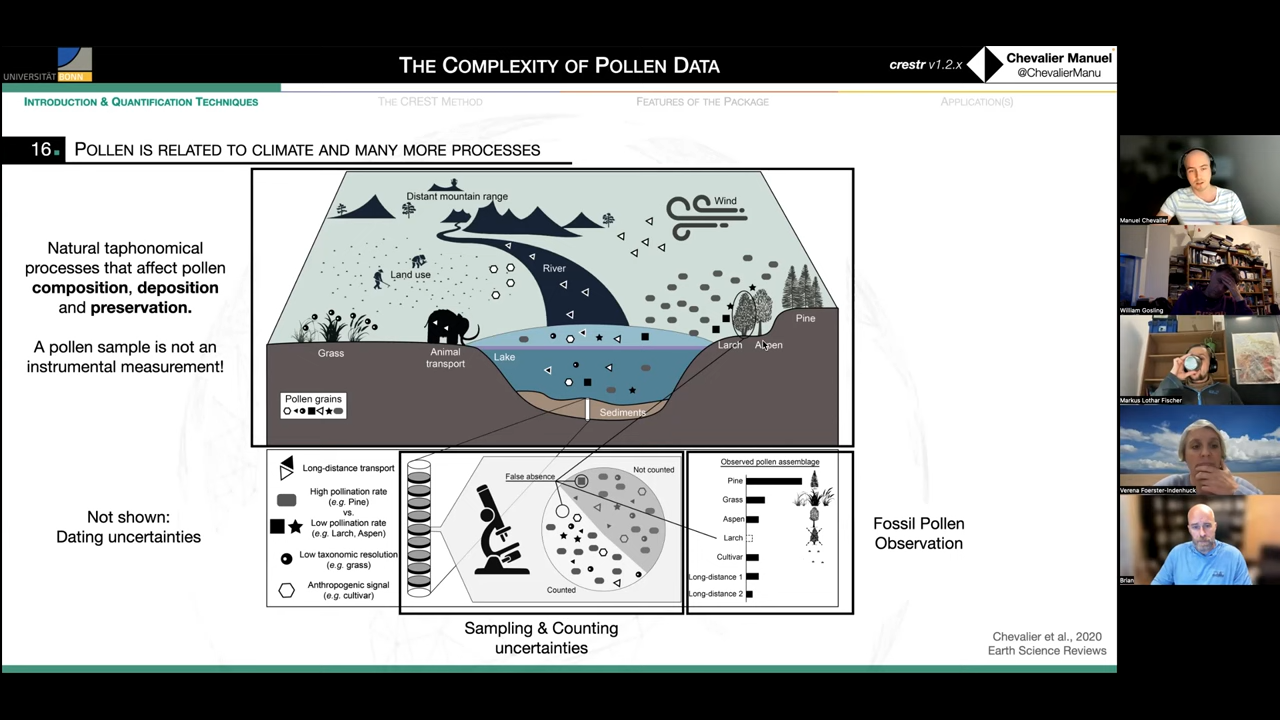 UNIVERSITÄT BONN
THE COMPLEXITY OF POLLEN DATA
crestr v1.2.x
Chevalier Manuel
@ChevalierManu
INTRODUCTION & QUANTIFICATION TECHNIQUES
THE CREST METHOD
FEATURES OF THE PACKAGE
APPLICATION(S)
16. POLLEN IS RELATED TO CLIMATE AND MANY MORE PROCESSES
Natural taphonomical
processes that affect pollen
composition, deposition
and preservation.
A pollen sample is not an
instrumental measurement!
Distant mountain range
Wind
Land use
River
Pine
Grass
Animal
transport
Lake
Larch
Aspen
Pollen grains
Sediments
Long-distance transport
High pollination rate
(e.g. Pine)
vs.
Low pollination rate
(e.g. Larch, Aspen)
Low taxonomic resolution
(e.g. grass)
Anthropogenic signal
(e.g. cultivar)
False absence
Not counted
Counted
Observed pollen assemblage
Pine
Grass
Aspen
Larch
Cultivar
Long-distance 1
Long-distance 2
Not shown:
Dating uncertainties
Fossil Pollen
Observation
Sampling & Counting
uncertainties
Chevalier et al., 2020
Earth Science Reviews
Manuel Chevalier
William Gosling
Markus Lothar Fischer
Verena Foerster-Indenhuck
Brian